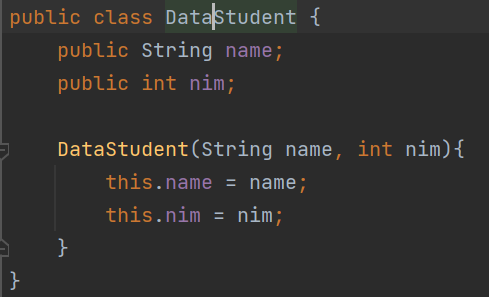 public class DataStudent {
    public String name;
    public int nim;

    DataStudent(String name, int nim){
        this.name = name;
        this.nim = nim;
    }
}